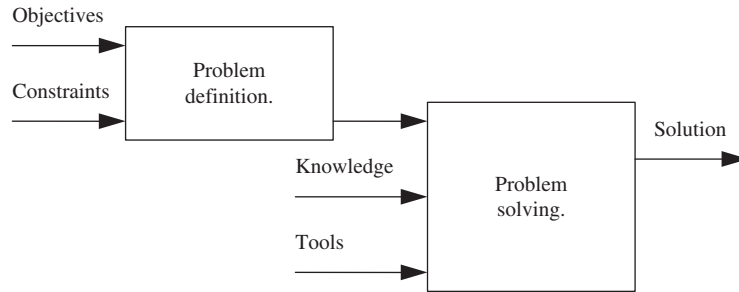 Objectives
Constraints
Problem
definition.
Knowledge
Tools
Problem
solving.
Solution